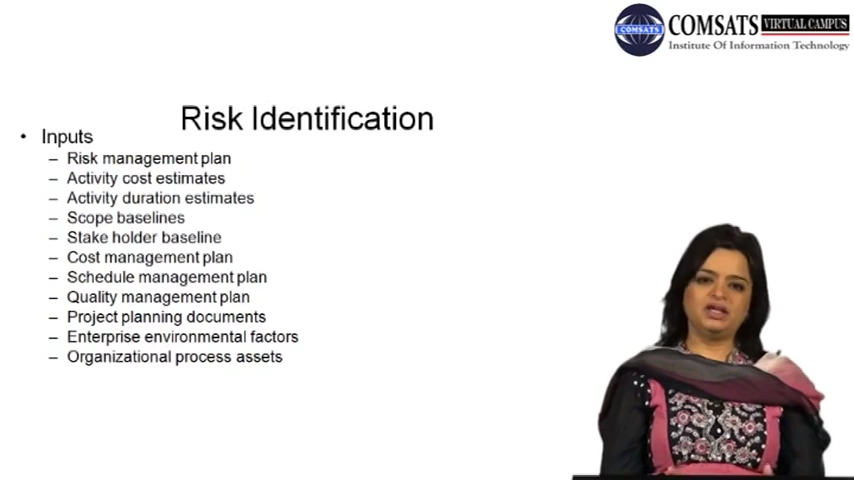 COMSATS VIRTUAL CAMPUS
COMSATS
Institute Of Information Technology
Risk Identification
• Inputs
– Risk management plan
– Activity cost estimates
– Activity duration estimates
– Scope baselines
– Stake holder baseline
– Cost management plan
– Schedule management plan
– Quality management plan
– Project planning documents
– Enterprise environmental factors
– Organizational process assets